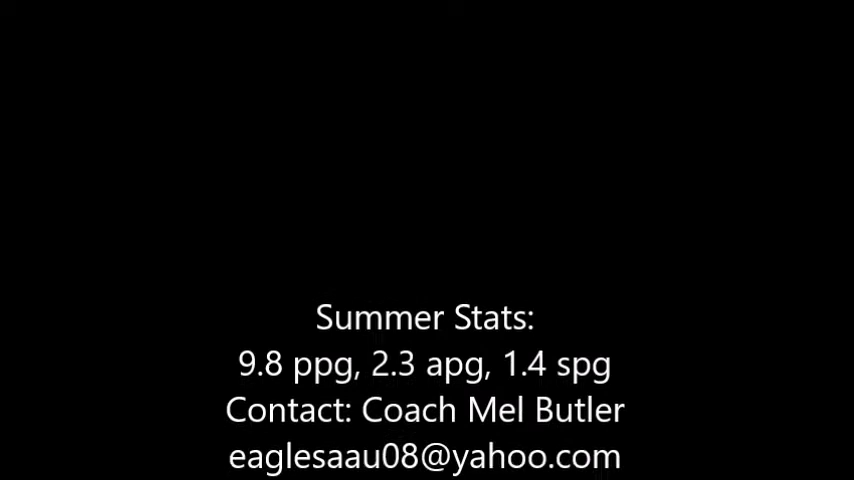 Summer Stats:
9.8 ppg, 2.3 apg, 1.4 spg
Contact: Coach Mel Butler
eaglesaau08@yahoo.com